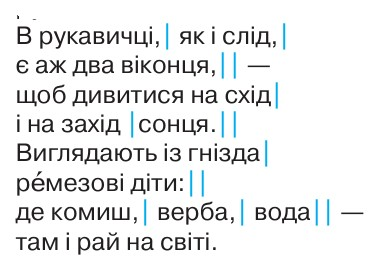 В рукавичці,| як і слід,|
є аж два віконця,|| —
щоб дивитися на схід|
і на захід |сонця.||
Виглядають із гнізда|
ре́мезові діти:||
де комиш,| верба,| вода|| —
там і рай на світі.